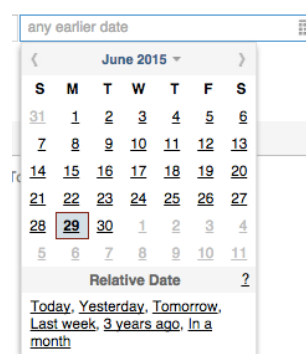 any earlier date
⟨ June 2015 ▾ ⟩
S M T W T F S
31 1 2 3 4 5 6
7 8 9 10 11 12 13
14 15 16 17 18 19 20
21 22 23 24 25 26 27
28 29 30 1 2 3 4
5 6 7 8 9 10 11
Relative Date ?
Today, Yesterday, Tomorrow,
Last week, 3 years ago, In a
month